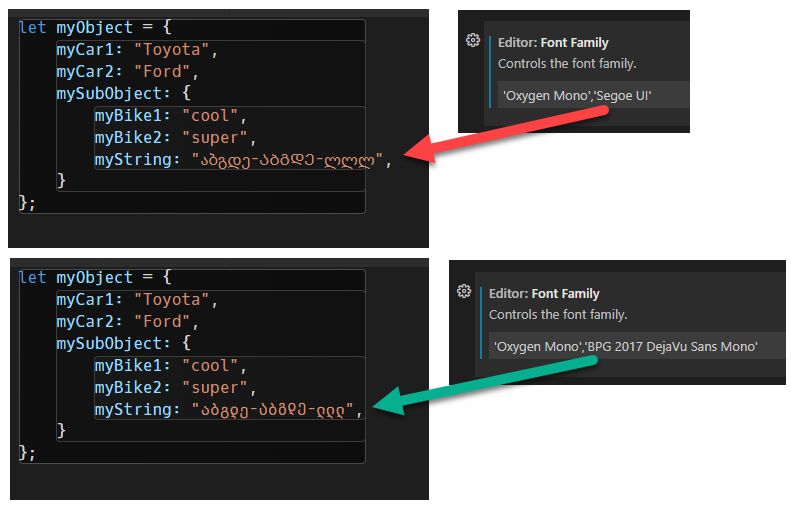 let myObject = {
myCar1: "Toyota",
myCar2: "Ford",
mySubObject: {
myBike1: "cool",
myBike2: "super",
myString: "აბგდე-ᲐᲑᲒᲓᲔ-ლლლ",
}
};
Editor: Font Family
Controls the font family.
'Oxygen Mono','Segoe UI'
let myObject = {
myCar1: "Toyota",
myCar2: "Ford",
mySubObject: {
myBike1: "cool",
myBike2: "super",
myString: "აბგდე-ᲐᲑᲒᲓᲔ-ლლლ",
}
};
Editor: Font Family
Controls the font family.
'Oxygen Mono','BPG 2017 DejaVu Sans Mono'